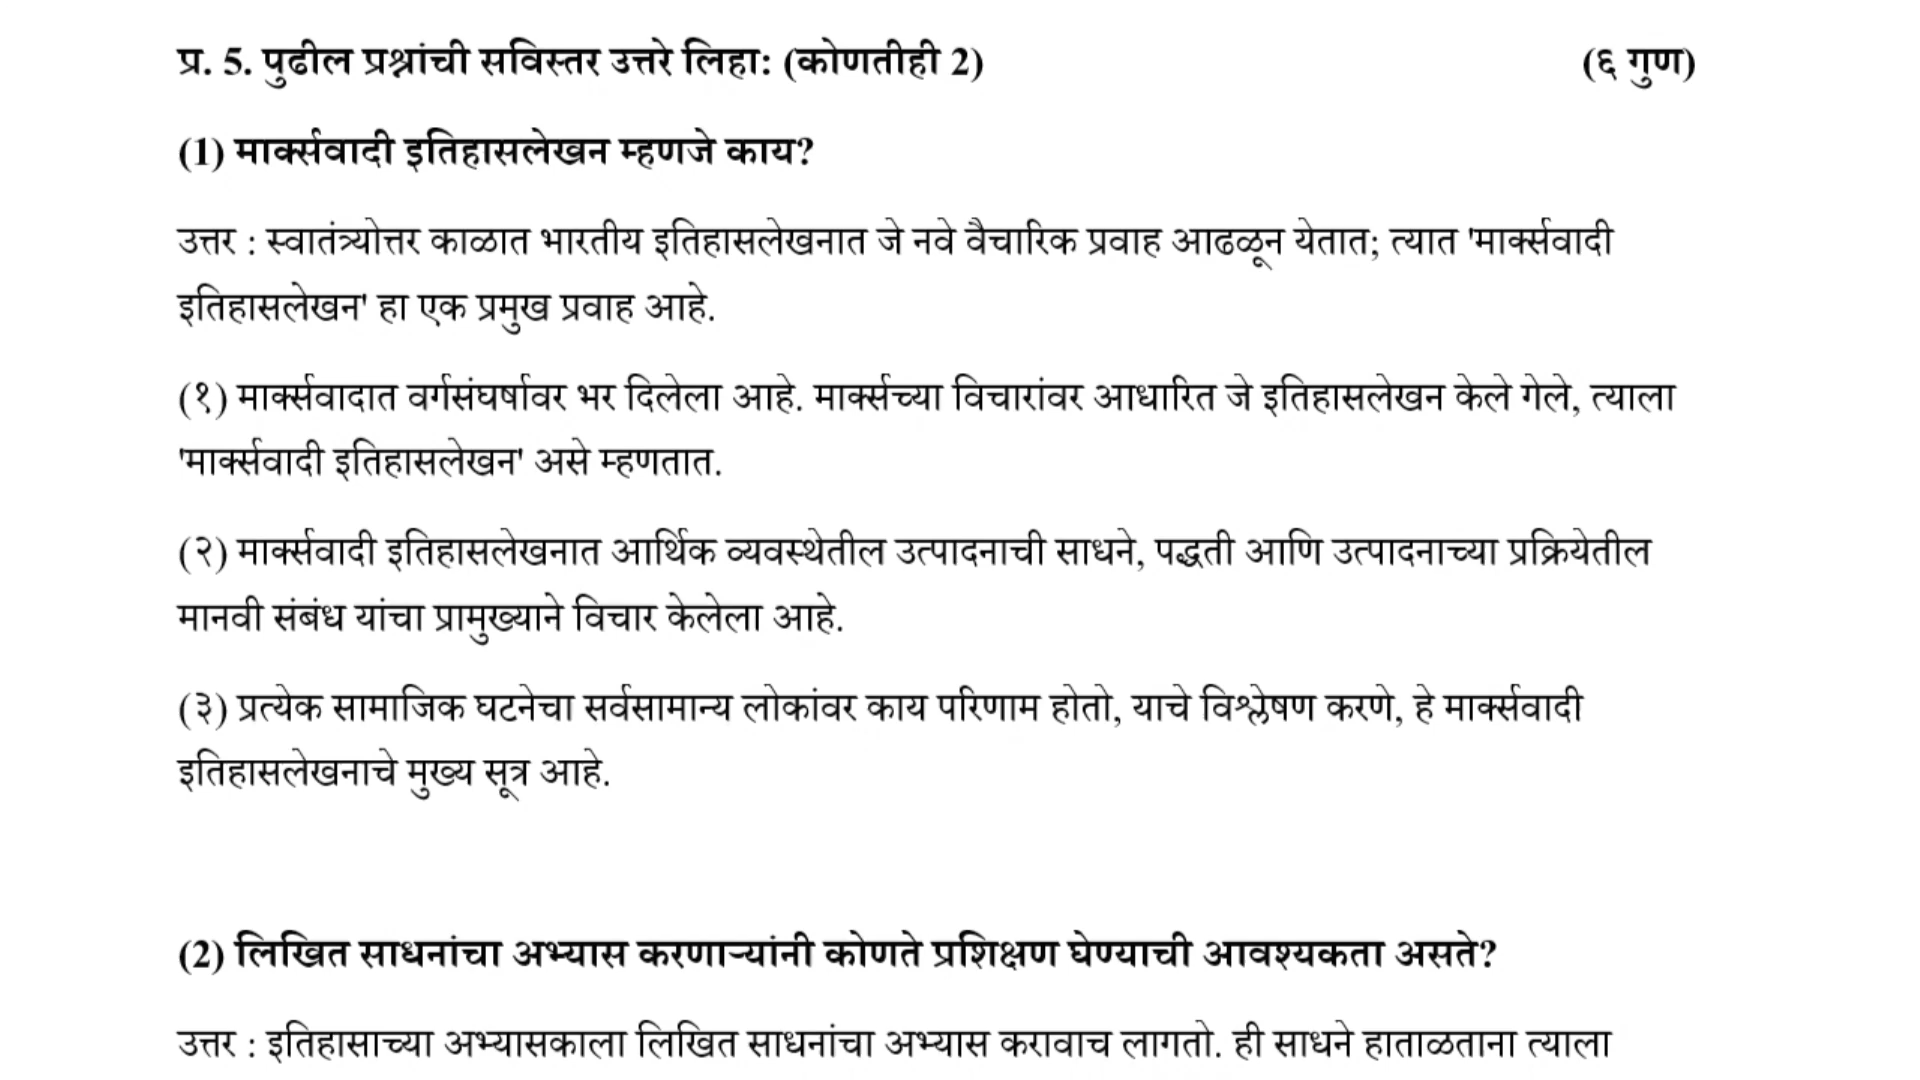 प्र. 5. पुढील प्रश्नांची सविस्तर उत्तरे लिहा: (कोणतीही 2) (६ गुण)
(1) मार्क्सवादी इतिहासलेखन म्हणजे काय?
उत्तर : स्वातंत्र्योत्तर काळात भारतीय इतिहासलेखनात जे नवे वैचारिक प्रवाह आढळून येतात; त्यात 'मार्क्सवादी
इतिहासलेखन' हा एक प्रमुख प्रवाह आहे.
(१) मार्क्सवादात वर्गसंघर्षावर भर दिलेला आहे. मार्क्सच्या विचारांवर आधारित जे इतिहासलेखन केले गेले, त्याला
'मार्क्सवादी इतिहासलेखन' असे म्हणतात.
(२) मार्क्सवादी इतिहासलेखनात आर्थिक व्यवस्थेतील उत्पादनाची साधने, पद्धती आणि उत्पादनाच्या प्रक्रियेतील
मानवी संबंध यांचा प्रामुख्याने विचार केलेला आहे.
(३) प्रत्येक सामाजिक घटनेचा सर्वसामान्य लोकांवर काय परिणाम होतो, याचे विश्लेषण करणे, हे मार्क्सवादी
इतिहासलेखनाचे मुख्य सूत्र आहे.
(2) लिखित साधनांचा अभ्यास करणाऱ्यांनी कोणते प्रशिक्षण घेण्याची आवश्यकता असते?
उत्तर : इतिहासाच्या अभ्यासकाला लिखित साधनांचा अभ्यास करावाच लागतो. ही साधने हाताळताना त्याला